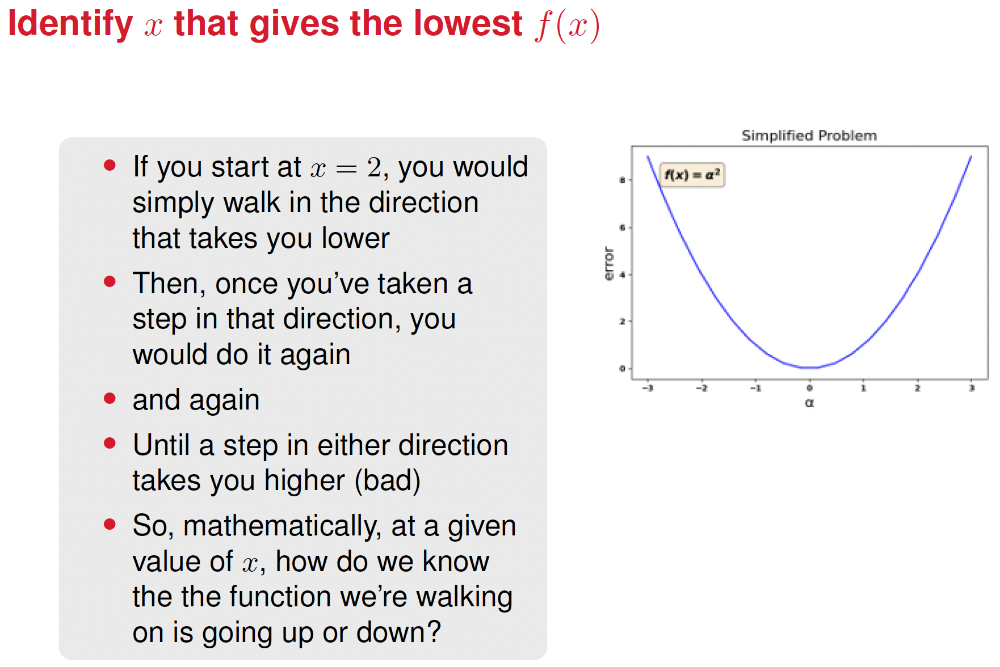 Identify x that gives the lowest f(x)
• If you start at x = 2, you would
simply walk in the direction
that takes you lower
• Then, once you've taken a
step in that direction, you
would do it again
• and again
• Until a step in either direction
takes you higher (bad)
• So, mathematically, at a given
value of x, how do we know
the the function we're walking
on is going up or down?
Simplified Problem
f(x) = α²
error
8
6
4
2
0
−3 −2 −1 0 1 2 3
α